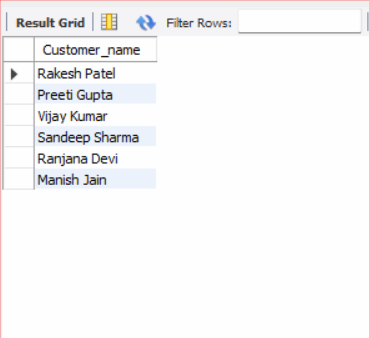 Result Grid Filter Rows:
Customer_name
Rakesh Patel
Preeti Gupta
Vijay Kumar
Sandeep Sharma
Ranjana Devi
Manish Jain